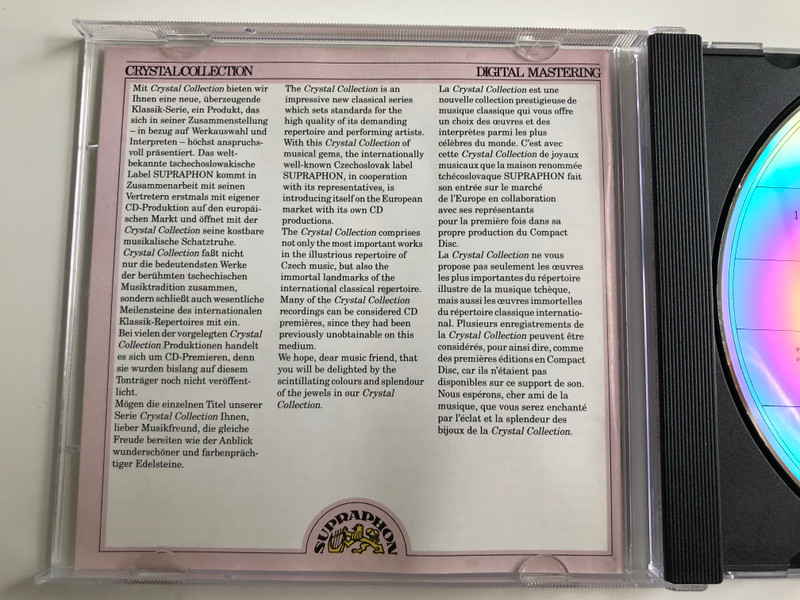 CRYSTAL COLLECTION
DIGITAL MASTERING
Mit Crystal Collection bieten wir
Ihnen eine neue, überzeugende
Klassik-Serie, ein Produkt, das
sich in seiner Zusammenstellung
– in bezug auf Werkauswahl und
Interpreten – höchst anspruchs-
voll präsentiert. Das welt-
bekannte tschechoslowakische
Label SUPRAPHON kommt in
Zusammenarbeit mit seinen
Vertretern erstmals mit eigener
CD-Produktion auf den europäi-
schen Markt und öffnet mit der
Crystal Collection seine kostbare
musikalische Schatztruhe.
Crystal Collection faßt nicht
nur die bedeutendsten Werke
der berühmten tschechischen
Musiktradition zusammen,
sondern schließt auch wesentliche
Meilensteine des internationalen
Klassik-Repertoires mit ein.
Bei vielen der vorgelegten Crystal
Collection Produktionen handelt
es sich um CD-Premieren, denn
sie wurden bislang auf diesem
Tonträger noch nicht veröffent-
licht.
Mögen die einzelnen Titel unserer
Serie Crystal Collection Ihnen,
lieber Musikfreund, die gleiche
Freude bereiten wie der Anblick
wunderschöner und farbenpräch-
tiger Edelsteine.
The Crystal Collection is an
impressive new classical series
which sets standards for the
high quality of its demanding
repertoire and performing artists.
With this Crystal Collection of
musical gems, the internationally
well-known Czechoslovak label
SUPRAPHON, in cooperation
with its representatives, is
introducing itself on the European
market with its own CD
productions.
The Crystal Collection comprises
not only the most important works
in the illustrious repertoire of
Czech music, but also the
immortal landmarks of the
international classical repertoire.
Many of the Crystal Collection
recordings can be considered CD
premières, since they had been
previously unobtainable on this
medium.
We hope, dear music friend, that
you will be delighted by the
scintillating colours and splendour
of the jewels in our Crystal
Collection.
La Crystal Collection est une
nouvelle collection prestigieuse de
musique classique qui vous offre
un choix des œuvres et des
interprètes parmi les plus
célèbres du monde. C'est avec
cette Crystal Collection de joyaux
musicaux que la maison renommée
tchécoslovaque SUPRAPHON fait
son entrée sur le marché
de l'Europe en collaboration
avec ses représentants
pour la première fois dans sa
propre production du Compact
Disc.
La Crystal Collection ne vous
propose pas seulement les œuvres
les plus importantes du répertoire
illustre de la musique tchèque,
mais aussi les œuvres immortelles
du répertoire classique internatio-
nal. Plusieurs enregistrements de
la Crystal Collection peuvent être
considérés, pour ainsi dire, comme
des premières éditions en Compact
Disc, car ils n'étaient pas
disponibles sur ce support de son.
Nous espérons, cher ami de la
musique, que vous serez enchanté
par l'éclat et la splendeur des
bijoux de la Crystal Collection.
SUPRAPHON